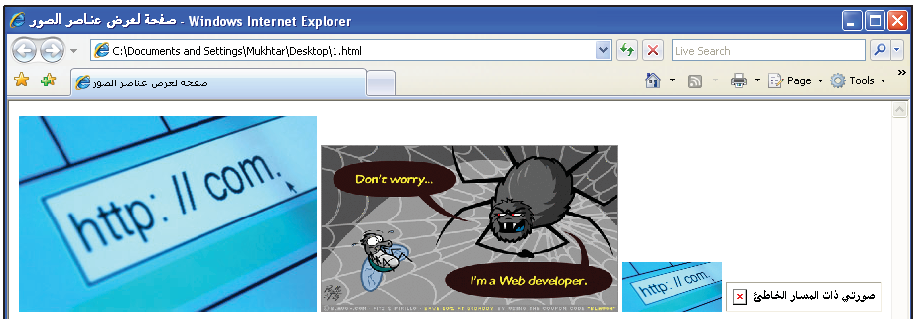 صفحة لعرض عناصر الصور - Windows Internet Explorer
C:\Documents and Settings\Mukhtar\Desktop\:.html
Live Search
صفحة لعرض عناصر الصور
Page
Tools
http: // com.
Don't worry...
I'm a Web developer.
http: // com.
صورتي ذات المسار الخاطئ